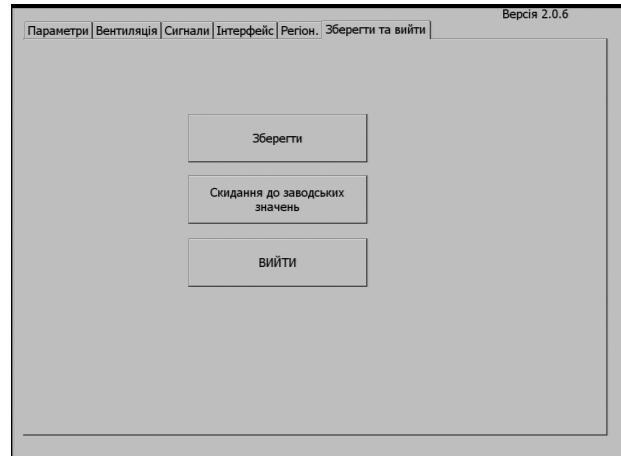 Версія 2.0.6
Параметри Вентиляція Сигнали Інтерфейс Регіон. Зберегти та вийти
Зберегти
Скидання до заводських
значень
ВИЙТИ